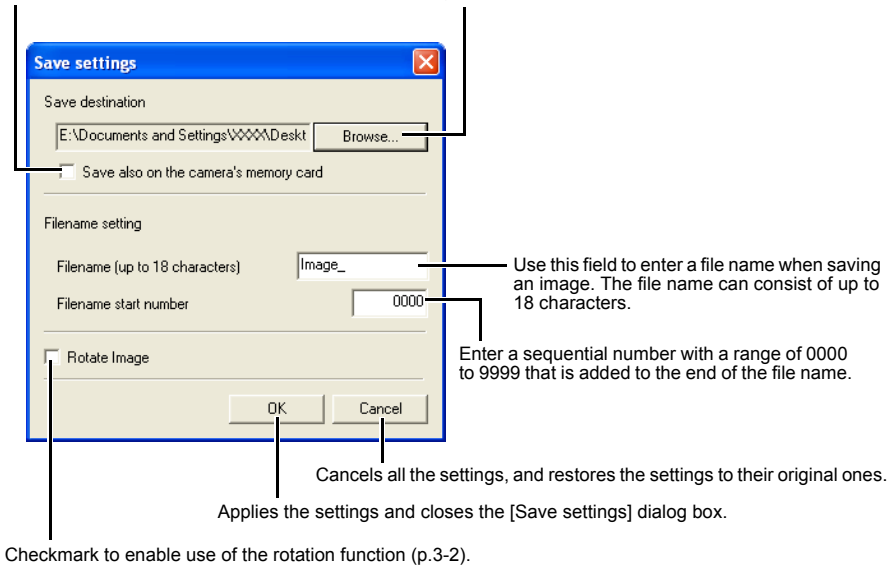 Save settings
Save destination
E:\Documents and Settings\XXXX\Deskt
Browse...
Save also on the camera's memory card
Filename setting
Filename (up to 18 characters)
Image_
Use this field to enter a file name when saving
an image. The file name can consist of up to
18 characters.
Filename start number
0000
Enter a sequential number with a range of 0000
to 9999 that is added to the end of the file name.
Rotate Image
OK
Cancel
Cancels all the settings, and restores the settings to their original ones.
Applies the settings and closes the [Save settings] dialog box.
Checkmark to enable use of the rotation function (p.3-2).